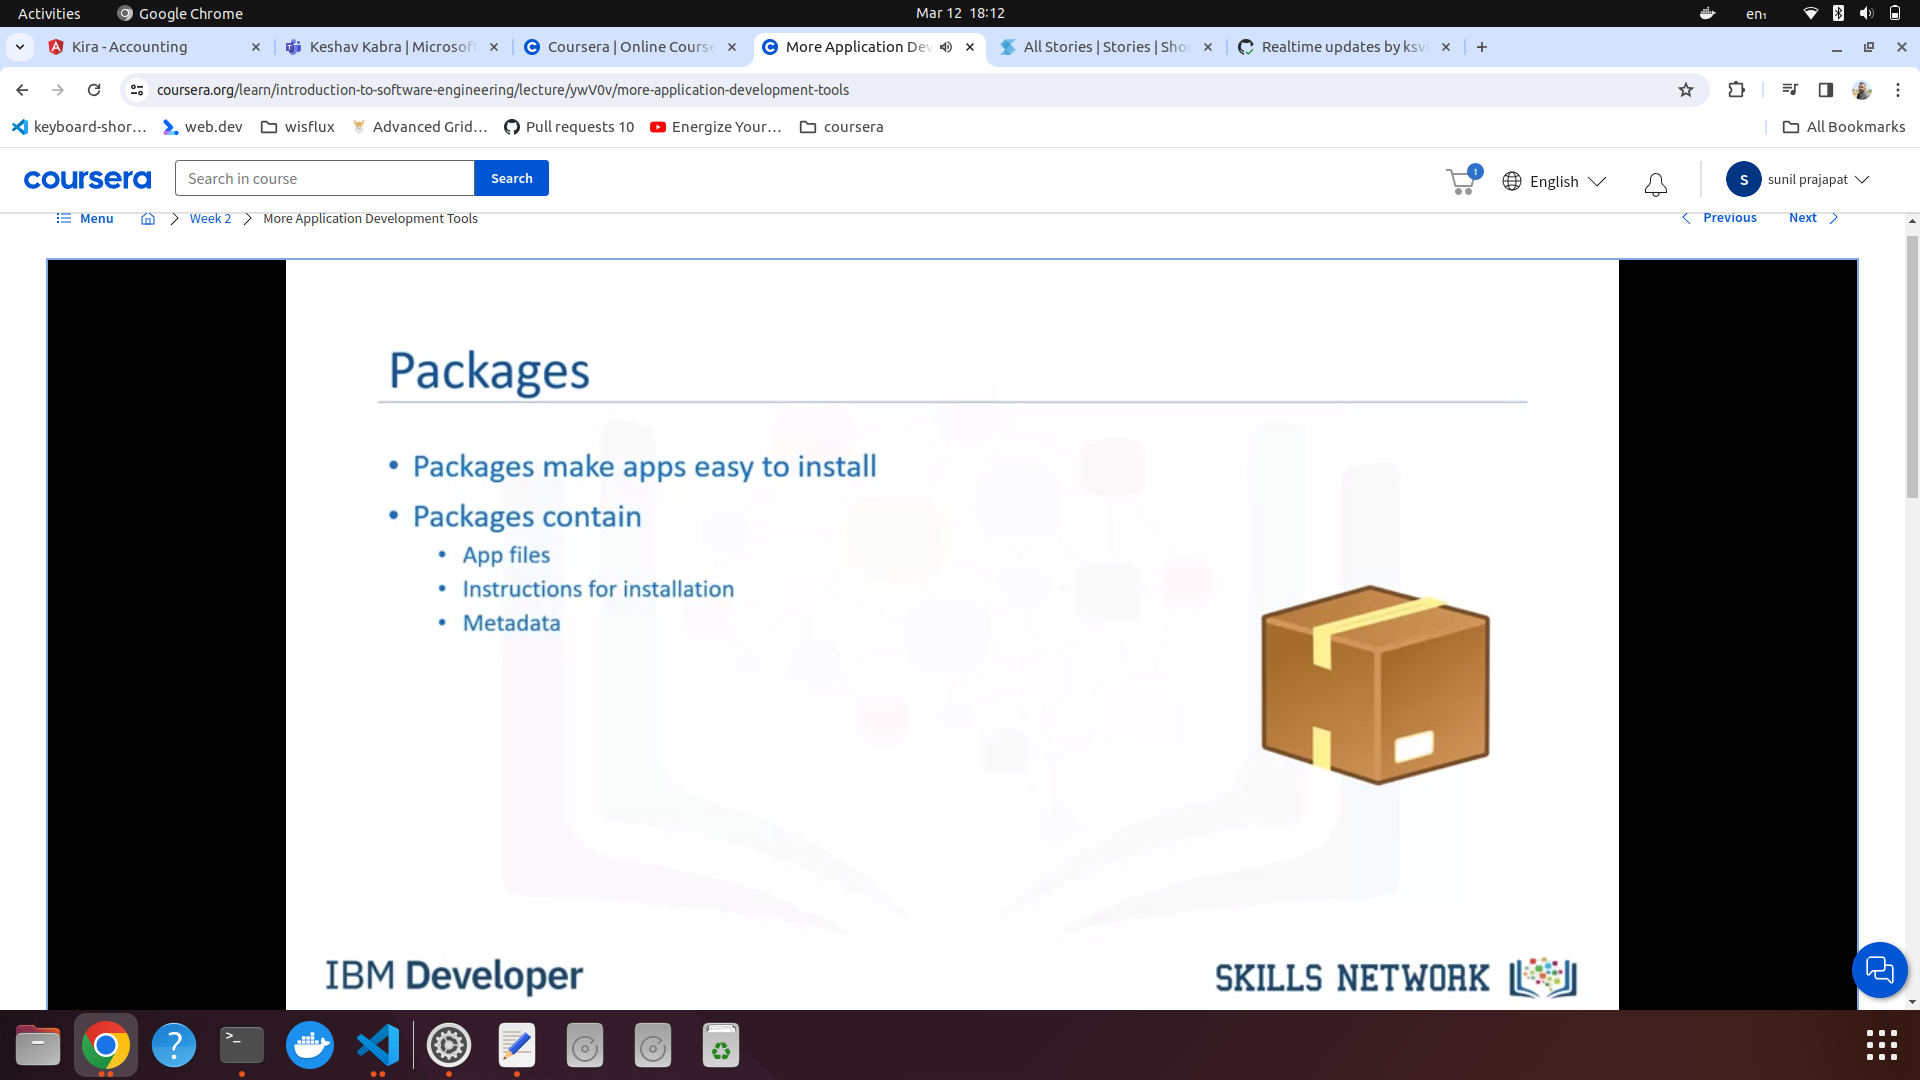 Activities
Google Chrome
Mar 12 18:12
en₁
Kira - Accounting
Keshav Kabra | Microsof
Coursera | Online Course
More Application Dev
All Stories | Stories | Sho
Realtime updates by ksv
coursera.org/learn/introduction-to-software-engineering/lecture/ywV0v/more-application-development-tools
keyboard-shor...
web.dev
wisflux
Advanced Grid...
Pull requests 10
Energize Your...
coursera
All Bookmarks
coursera
Search in course
Search
1
English
S
sunil prajapat
Menu
Week 2
More Application Development Tools
Previous
Next
Packages
• Packages make apps easy to install
• Packages contain
• App files
• Instructions for installation
• Metadata
IBM Developer
SKILLS NETWORK